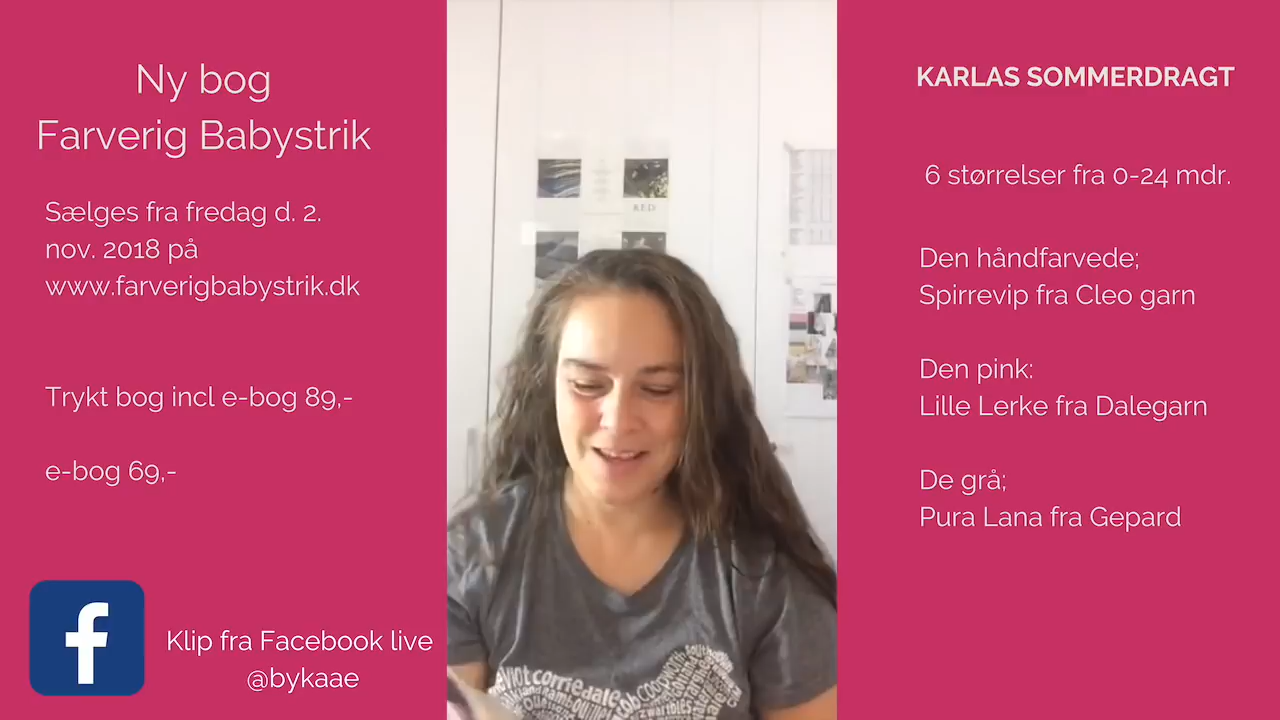 Ny bog
Farverig Babystrik
Sælges fra fredag d. 2.
nov. 2018 på
www.farverigbabystrik.dk
Trykt bog incl e-bog 89,-
e-bog 69,-
f
Klip fra Facebook live
@bykaae
RED
corriedale
KARLAS SOMMERDRAGT
6 størrelser fra 0-24 mdr.
Den håndfarvede;
Spirrevip fra Cleo garn
Den pink:
Lille Lerke fra Dalegarn
De grå;
Pura Lana fra Gepard